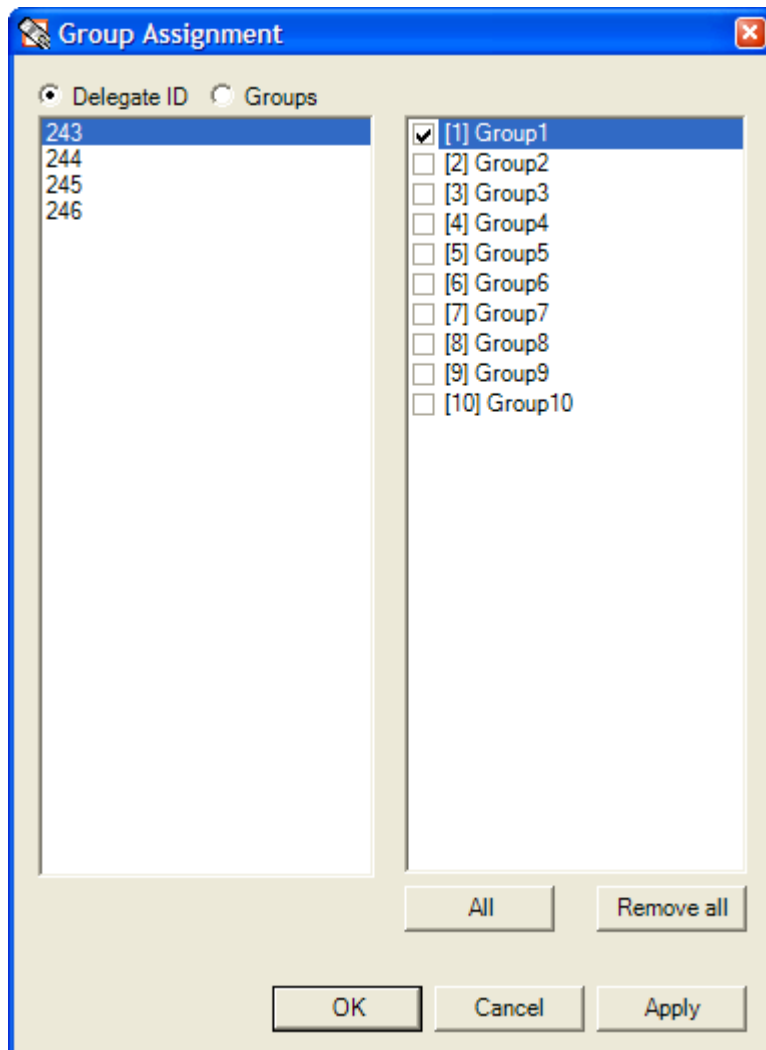 Group Assignment
Delegate ID Groups
243
244
245
246
[1] Group1
[2] Group2
[3] Group3
[4] Group4
[5] Group5
[6] Group6
[7] Group7
[8] Group8
[9] Group9
[10] Group10
All Remove all
OK Cancel Apply